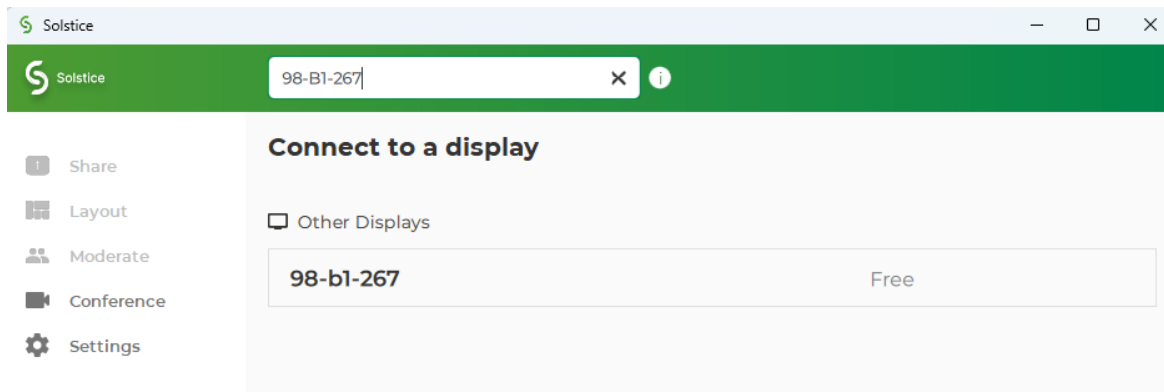 Solstice
Solstice
98-B1-267
Connect to a display
Share
Layout
Moderate
Conference
Settings
Other Displays
98-b1-267 Free